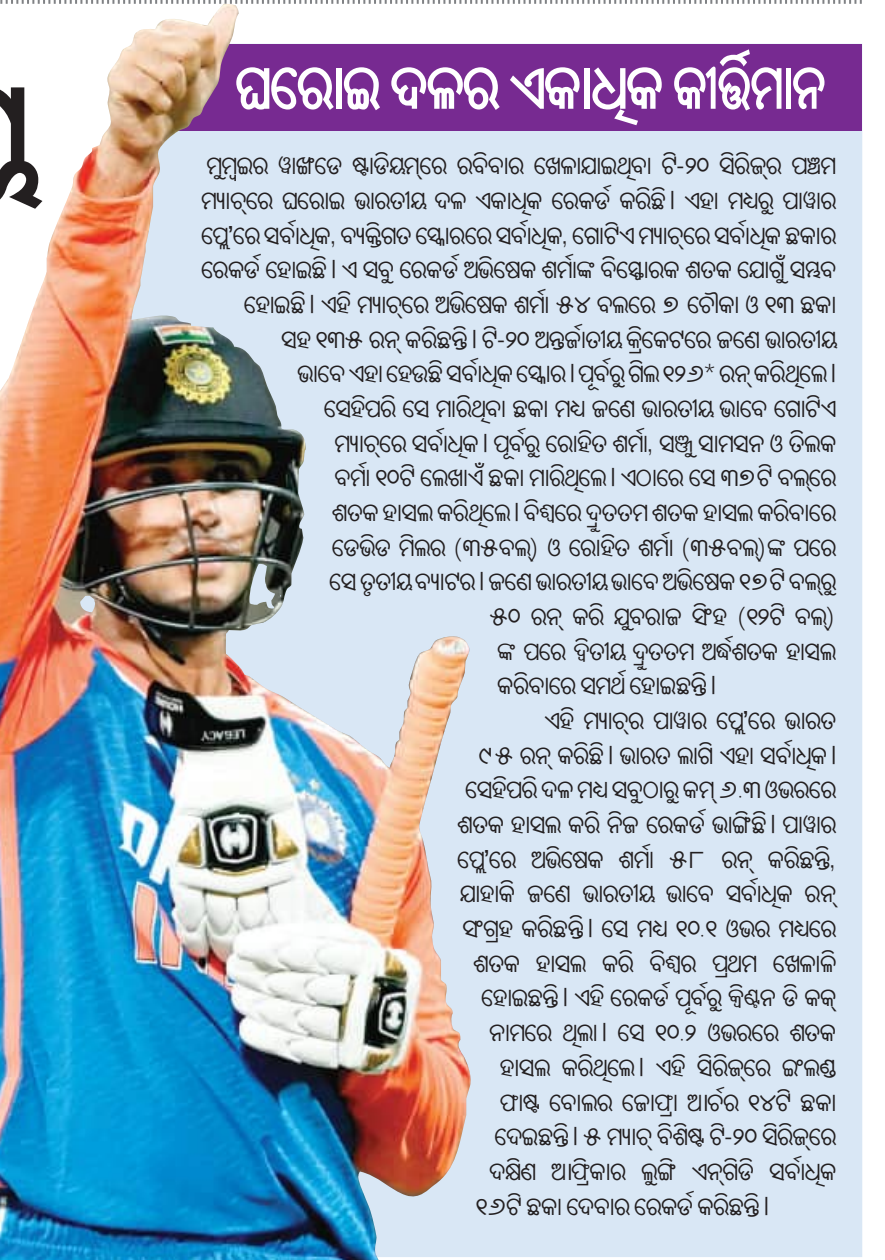 ଘରୋଇ ଦଳର ଏକାଧିକ କୀର୍ତ୍ତିମାନ
ମୁମ୍ବଇର ୱାଙ୍ଖଡେ ଷ୍ଟାଡିୟମ୍‌ରେ ରବିବାର ଖେଳାଯାଇଥିବା ଟି-୨୦ ସିରିଜ୍‌ର ପଞ୍ଚମ
ମ୍ୟାଚ୍‌ରେ ଘରୋଇ ଭାରତୀୟ ଦଳ ଏକାଧିକ ରେକର୍ଡ କରିଛି। ଏହା ମଧ୍ୟରୁ ପାୱାର
ପ୍ଲେ'ରେ ସର୍ବାଧିକ, ବ୍ୟକ୍ତିଗତ ସ୍କୋରରେ ସର୍ବାଧିକ, ଗୋଟିଏ ମ୍ୟାଚ୍‌ରେ ସର୍ବାଧିକ ଛକାର
ରେକର୍ଡ ହୋଇଛି। ଏ ସବୁ ରେକର୍ଡ ଅଭିଷେକ ଶର୍ମାଙ୍କ ବିସ୍ଫୋରକ ଶତକ ଯୋଗୁଁ ସମ୍ଭବ
ହୋଇଛି। ଏହି ମ୍ୟାଚ୍‌ରେ ଅଭିଷେକ ଶର୍ମା ୫୪ ବଲରେ ୭ ଚୌକା ଓ ୧୩ ଛକା
ସହ ୧୩୫ ରନ୍ କରିଛନ୍ତି। ଟି-୨୦ ଅନ୍ତର୍ଜାତୀୟ କ୍ରିକେଟରେ ଜଣେ ଭାରତୀୟ
ଭାବେ ଏହା ହେଉଛି ସର୍ବାଧିକ ସ୍କୋର। ପୂର୍ବରୁ ଗିଲ ୧୨୬* ରନ୍ କରିଥିଲେ।
ସେହିପରି ସେ ମାରିଥିବା ଛକା ମଧ୍ୟ ଜଣେ ଭାରତୀୟ ଭାବେ ଗୋଟିଏ
ମ୍ୟାଚ୍‌ରେ ସର୍ବାଧିକ। ପୂର୍ବରୁ ରୋହିତ ଶର୍ମା, ସଞ୍ଜୁ ସାମସନ ଓ ତିଲକ
ବର୍ମା ୧୦ଟି ଲେଖାଏଁ ଛକା ମାରିଥିଲେ। ଏଠାରେ ସେ ୩୭ଟି ବଲ୍‌ରେ
ଶତକ ହାସଲ କରିଥିଲେ। ବିଶ୍ୱରେ ଦ୍ରୁତତମ ଶତକ ହାସଲ କରିବାରେ
ଡେଭିଡ ମିଲର (୩୫ବଲ୍) ଓ ରୋହିତ ଶର୍ମା (୩୫ବଲ୍)ଙ୍କ ପରେ
ସେ ତୃତୀୟ ବ୍ୟାଟର। ଜଣେ ଭାରତୀୟ ଭାବେ ଅଭିଷେକ ୧୭ଟି ବଲ୍‌ରୁ
୫୦ ରନ୍ କରି ଯୁବରାଜ ସିଂହ (୧୨ଟି ବଲ୍)
ଙ୍କ ପରେ ଦ୍ୱିତୀୟ ଦ୍ରୁତତମ ଅର୍ଦ୍ଧଶତକ ହାସଲ
କରିବାରେ ସମର୍ଥ ହୋଇଛନ୍ତି।
ଏହି ମ୍ୟାଚ୍‌ର ପାୱାର ପ୍ଲେ'ରେ ଭାରତ
୯୫ ରନ୍ କରିଛି। ଭାରତ ଲାଗି ଏହା ସର୍ବାଧିକ।
ସେହିପରି ଦଳ ମଧ୍ୟ ସବୁଠାରୁ କମ୍ ୬.୩ ଓଭରରେ
ଶତକ ହାସଲ କରି ନିଜ ରେକର୍ଡ ଭାଙ୍ଗିଛି। ପାୱାର
ପ୍ଲେ'ରେ ଅଭିଷେକ ଶର୍ମା ୫୮ ରନ୍ କରିଛନ୍ତି,
ଯାହାକି ଜଣେ ଭାରତୀୟ ଭାବେ ସର୍ବାଧିକ ରନ୍
ସଂଗ୍ରହ କରିଛନ୍ତି। ସେ ମଧ୍ୟ ୧୦.୧ ଓଭର ମଧ୍ୟରେ
ଶତକ ହାସଲ କରି ବିଶ୍ୱର ପ୍ରଥମ ଖେଳାଳି
ହୋଇଛନ୍ତି। ଏହି ରେକର୍ଡ ପୂର୍ବରୁ କ୍ୱିଣ୍ଟନ ଡି କକ୍
ନାମରେ ଥିଲା। ସେ ୧୦.୨ ଓଭରରେ ଶତକ
ହାସଲ କରିଥିଲେ। ଏହି ସିରିଜ୍‌ରେ ଇଂଲଣ୍ଡ
ଫାଷ୍ଟ ବୋଲର ଜୋଫ୍ରା ଆର୍ଚର ୧୪ଟି ଛକା
ଦେଇଛନ୍ତି। ୫ ମ୍ୟାଚ୍ ବିଶିଷ୍ଟ ଟି-୨୦ ସିରିଜ୍‌ରେ
ଦକ୍ଷିଣ ଆଫ୍ରିକାର ଲୁଙ୍ଗି ଏନ୍‌ଗିଡି ସର୍ବାଧିକ
୧୬ଟି ଛକା ଦେବାର ରେକର୍ଡ କରିଛନ୍ତି।
LEGACY